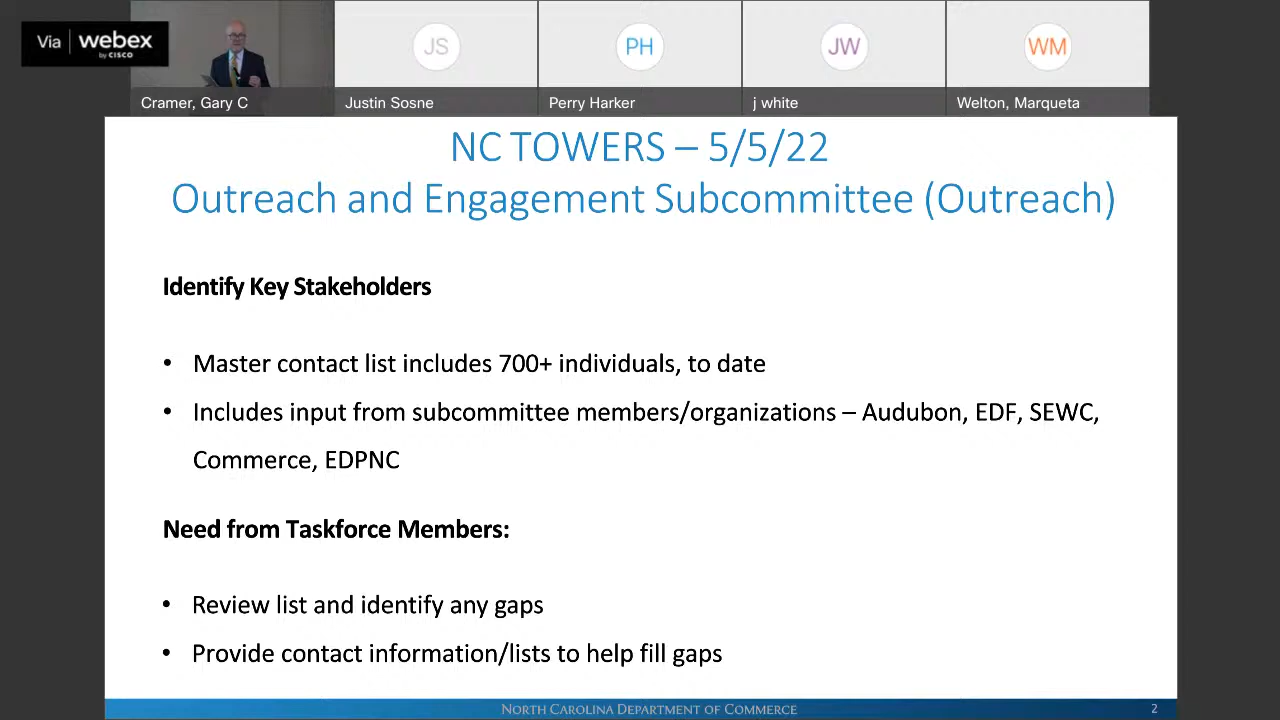 Via | webex
by CISCO
JS
PH
JW
WM
Cramer, Gary C
Justin Sosne
Perry Harker
j white
Welton, Marqueta
NC TOWERS – 5/5/22
Outreach and Engagement Subcommittee (Outreach)
Identify Key Stakeholders
• Master contact list includes 700+ individuals, to date
• Includes input from subcommittee members/organizations – Audubon, EDF, SEWC,
Commerce, EDPNC
Need from Taskforce Members:
• Review list and identify any gaps
• Provide contact information/lists to help fill gaps
NORTH CAROLINA DEPARTMENT OF COMMERCE
2